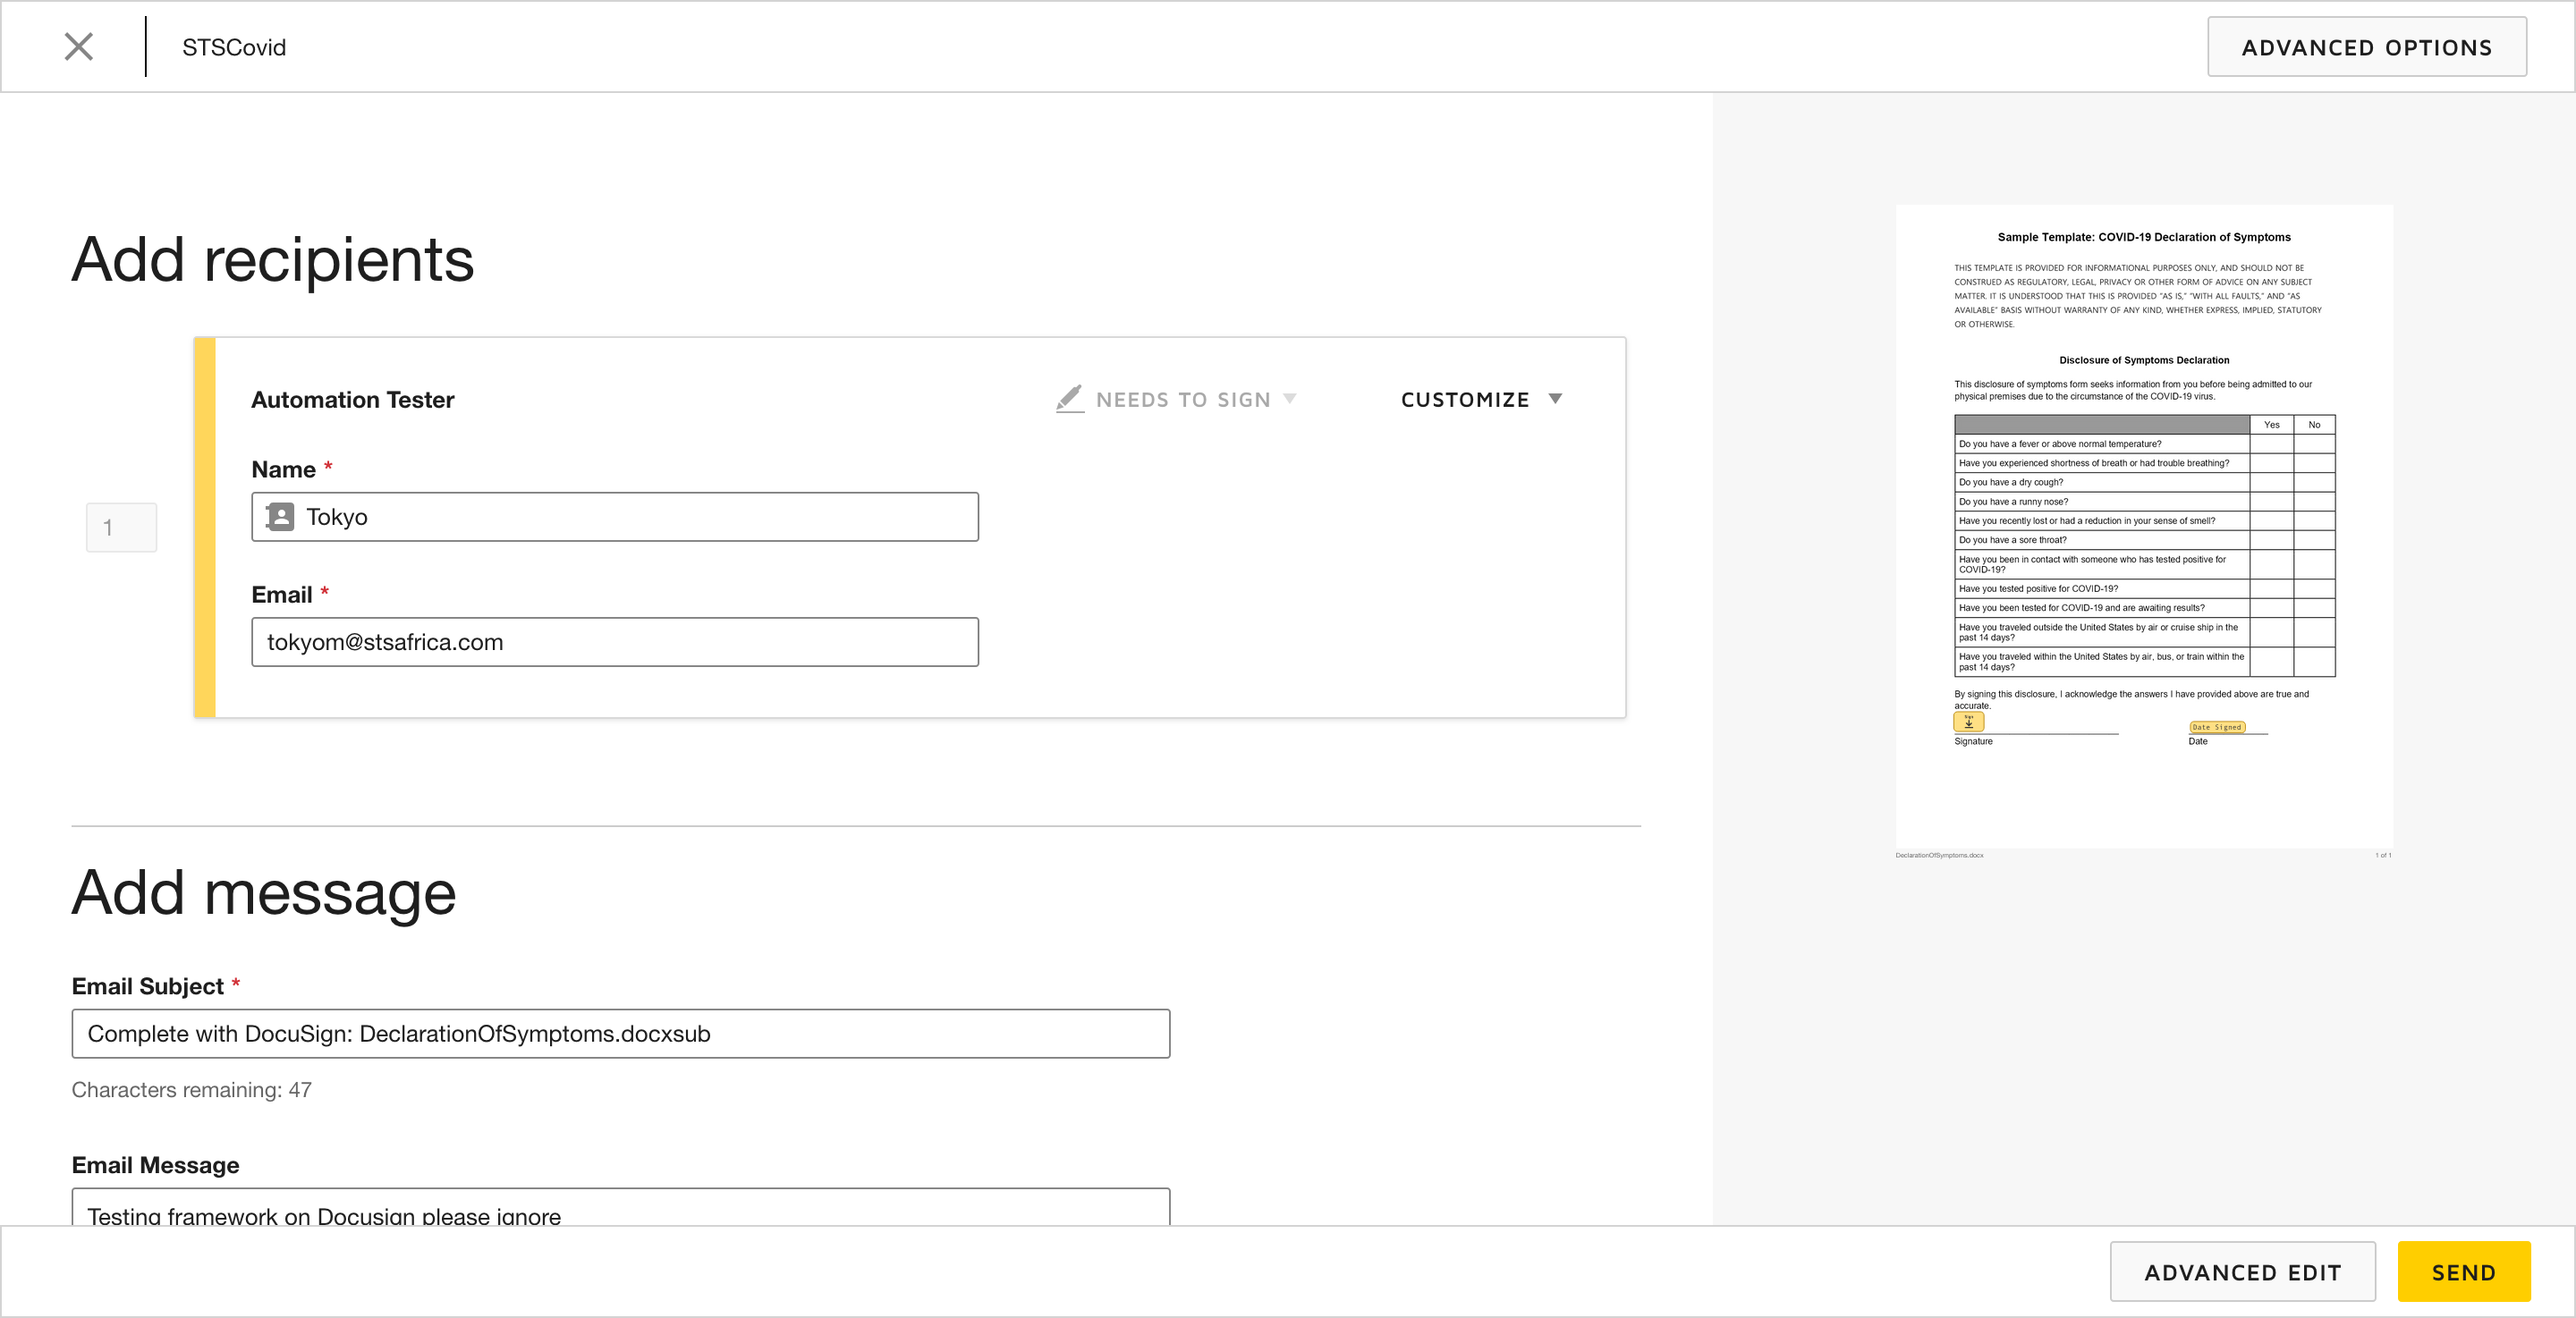 STSCovid
ADVANCED OPTIONS
Add recipients
1
Automation Tester
NEEDS TO SIGN
CUSTOMIZE
Name *
Tokyo
Email *
tokyom@stsafrica.com
Add message
Email Subject *
Complete with DocuSign: DeclarationOfSymptoms.docxsub
Characters remaining: 47
Email Message
Testing framework on Docusign please ignore
Sample Template: COVID-19 Declaration of Symptoms
THIS TEMPLATE IS PROVIDED FOR INFORMATIONAL PURPOSES ONLY, AND SHOULD NOT BE
CONSTRUED AS REGULATORY, LEGAL, PRIVACY OR OTHER FORM OF ADVICE ON ANY SUBJECT
MATTER. IT IS UNDERSTOOD THAT THIS IS PROVIDED "AS IS," "WITH ALL FAULTS," AND "AS
AVAILABLE" BASIS WITHOUT WARRANTY OF ANY KIND, WHETHER EXPRESS, IMPLIED, STATUTORY
OR OTHERWISE.
Disclosure of Symptoms Declaration
This disclosure of symptoms form seeks information from you before being admitted to our
physical premises due to the circumstance of the COVID-19 virus.
Yes No
Do you have a fever or above normal temperature?
Have you experienced shortness of breath or had trouble breathing?
Do you have a dry cough?
Do you have a runny nose?
Have you recently lost or had a reduction in your sense of smell?
Do you have a sore throat?
Have you been in contact with someone who has tested positive for
COVID-19?
Have you tested positive for COVID-19?
Have you been tested for COVID-19 and are awaiting results?
Have you traveled outside the United States by air or cruise ship in the
past 14 days?
Have you traveled within the United States by air, bus, or train within the
past 14 days?
By signing this disclosure, I acknowledge the answers I have provided above are true and
accurate.
Sign
Date Signed
Signature
Date
DeclarationOfSymptoms.docx
1 of 1
ADVANCED EDIT
SEND